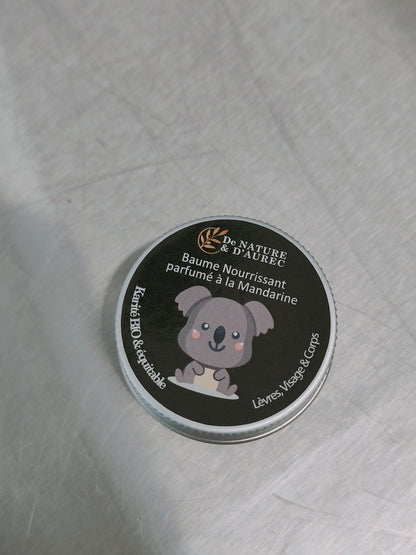 De NATURE
& D'AUREC
Baume Nourrissant
parfumé à la Mandarine
Karité BIO & équitable
Lèvres, Visage & Corps